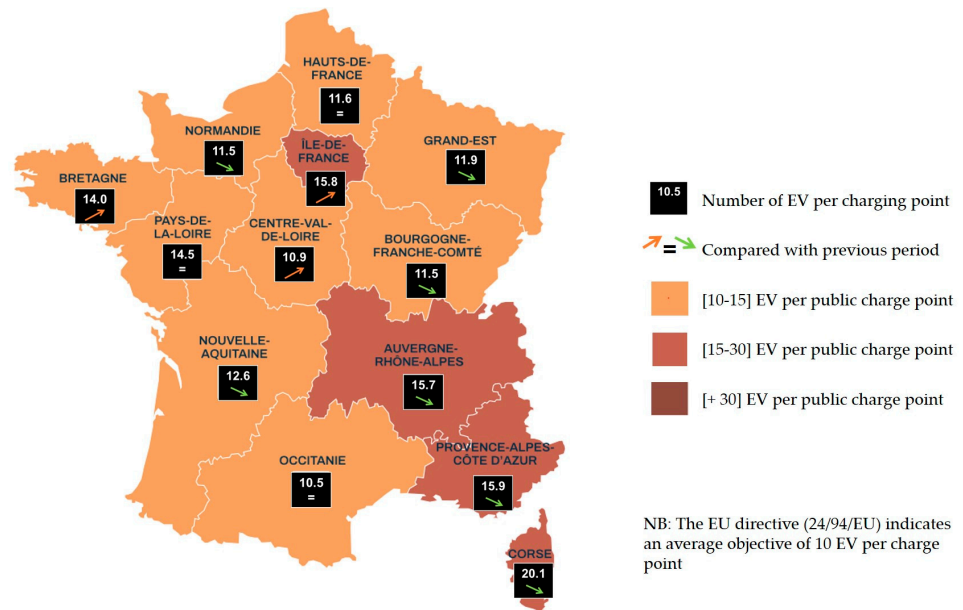 HAUTS-DE-
FRANCE
11.6
=
NORMANDIE
11.5
ÎLE-DE-
FRANCE
15.8
GRAND-EST
11.9
BRETAGNE
14.0
PAYS-DE-
LA-LOIRE
14.5
=
CENTRE-VAL-
DE-LOIRE
10.9
BOURGOGNE-
FRANCHE-COMTÉ
11.5
NOUVELLE-
AQUITAINE
12.6
AUVERGNE-
RHÔNE-ALPES
15.7
OCCITANIE
10.5
=
PROVENCE-ALPES-
CÔTE D'AZUR
15.9
CORSE
20.1
10.5 Number of EV per charging point
= Compared with previous period
[10-15] EV per public charge point
[15-30] EV per public charge point
[+ 30] EV per public charge point
NB: The EU directive (24/94/EU) indicates
an average objective of 10 EV per charge
point